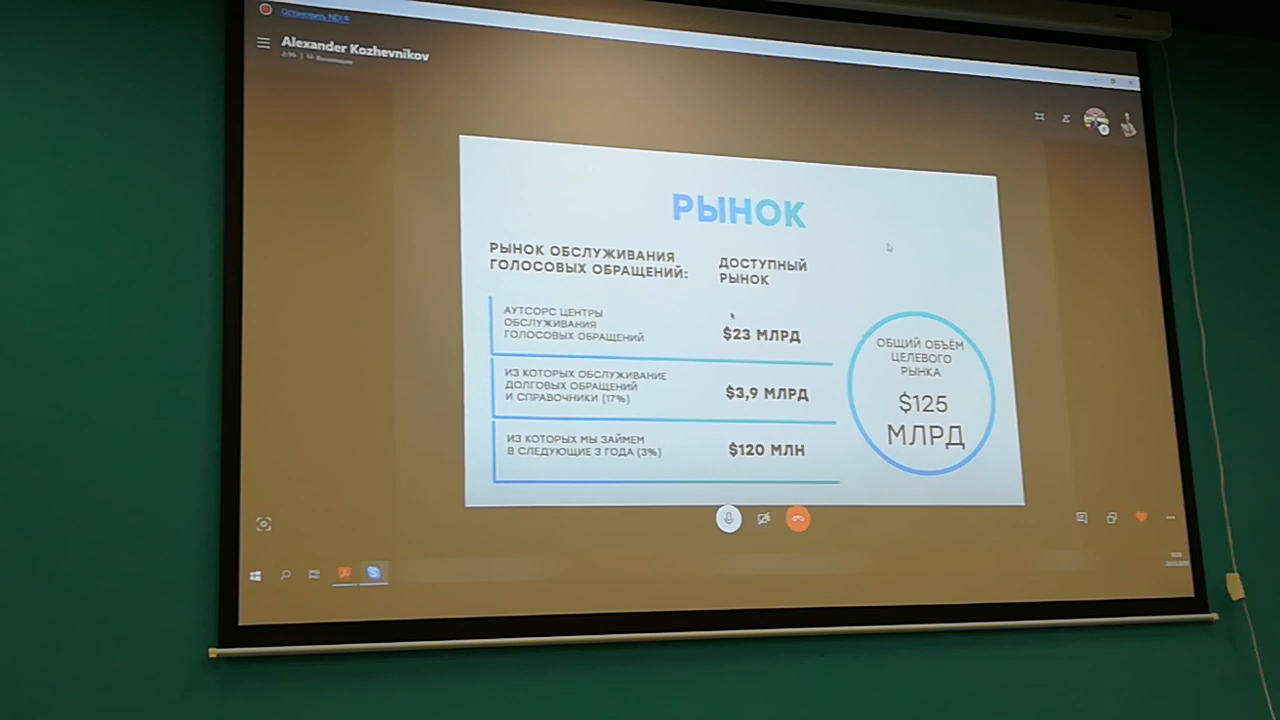 Остановить NDI®
Alexander Kozhevnikov
РЫНОК
РЫНОК ОБСЛУЖИВАНИЯ
ГОЛОСОВЫХ ОБРАЩЕНИЙ:
ДОСТУПНЫЙ
РЫНОК
АУТСОРС ЦЕНТРЫ
ОБСЛУЖИВАНИЯ
ГОЛОСОВЫХ ОБРАЩЕНИЙ
$23 МЛРД
ИЗ КОТОРЫХ ОБСЛУЖИВАНИЕ
ДОЛГОВЫХ ОБРАЩЕНИЙ
И СПРАВОЧНИКИ (17%)
$3,9 МЛРД
ИЗ КОТОРЫХ МЫ ЗАЙМЕМ
В СЛЕДУЮЩИЕ 3 ГОДА (3%)
$120 МЛН
ОБЩИЙ ОБЪЁМ
ЦЕЛЕВОГО
РЫНКА
$125
МЛРД